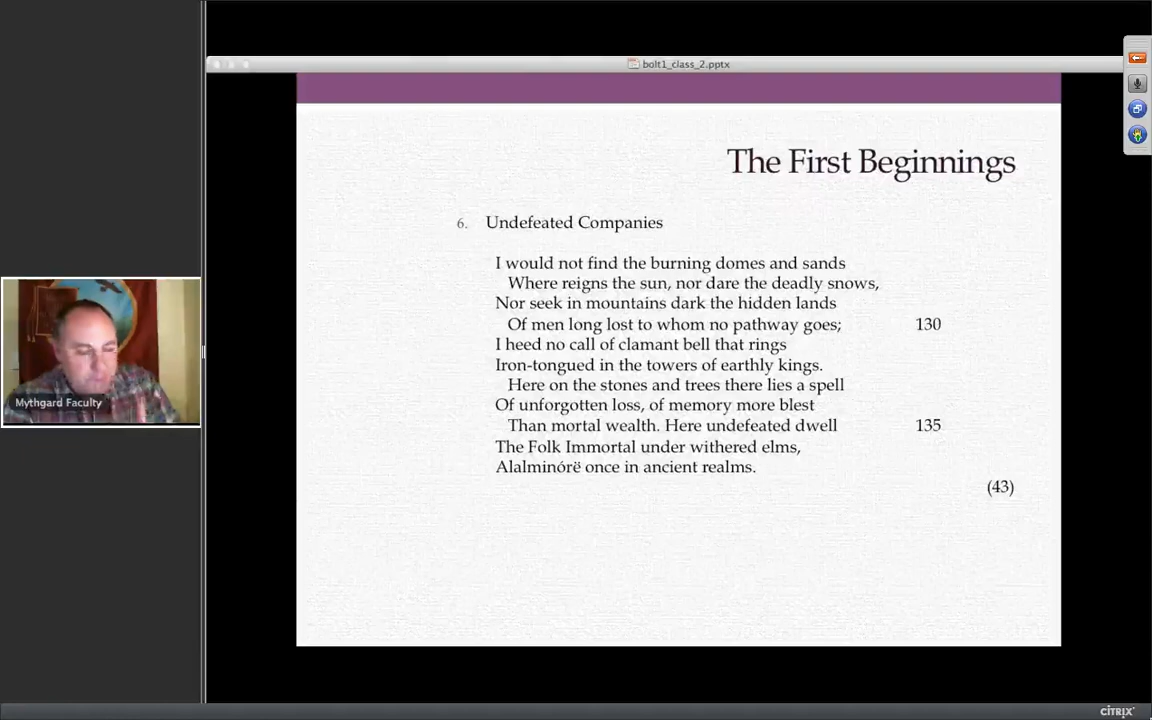 bolt1_class_2.pptx
The First Beginnings
6. Undefeated Companies
I would not find the burning domes and sands
Where reigns the sun, nor dare the deadly snows,
Nor seek in mountains dark the hidden lands
Of men long lost to whom no pathway goes; 130
I heed no call of clamant bell that rings
Iron-tongued in the towers of earthly kings.
Here on the stones and trees there lies a spell
Of unforgotten loss, of memory more blest
Than mortal wealth. Here undefeated dwell 135
The Folk Immortal under withered elms,
Alalminórë once in ancient realms.
(43)
Mythgard Faculty
CITRIX